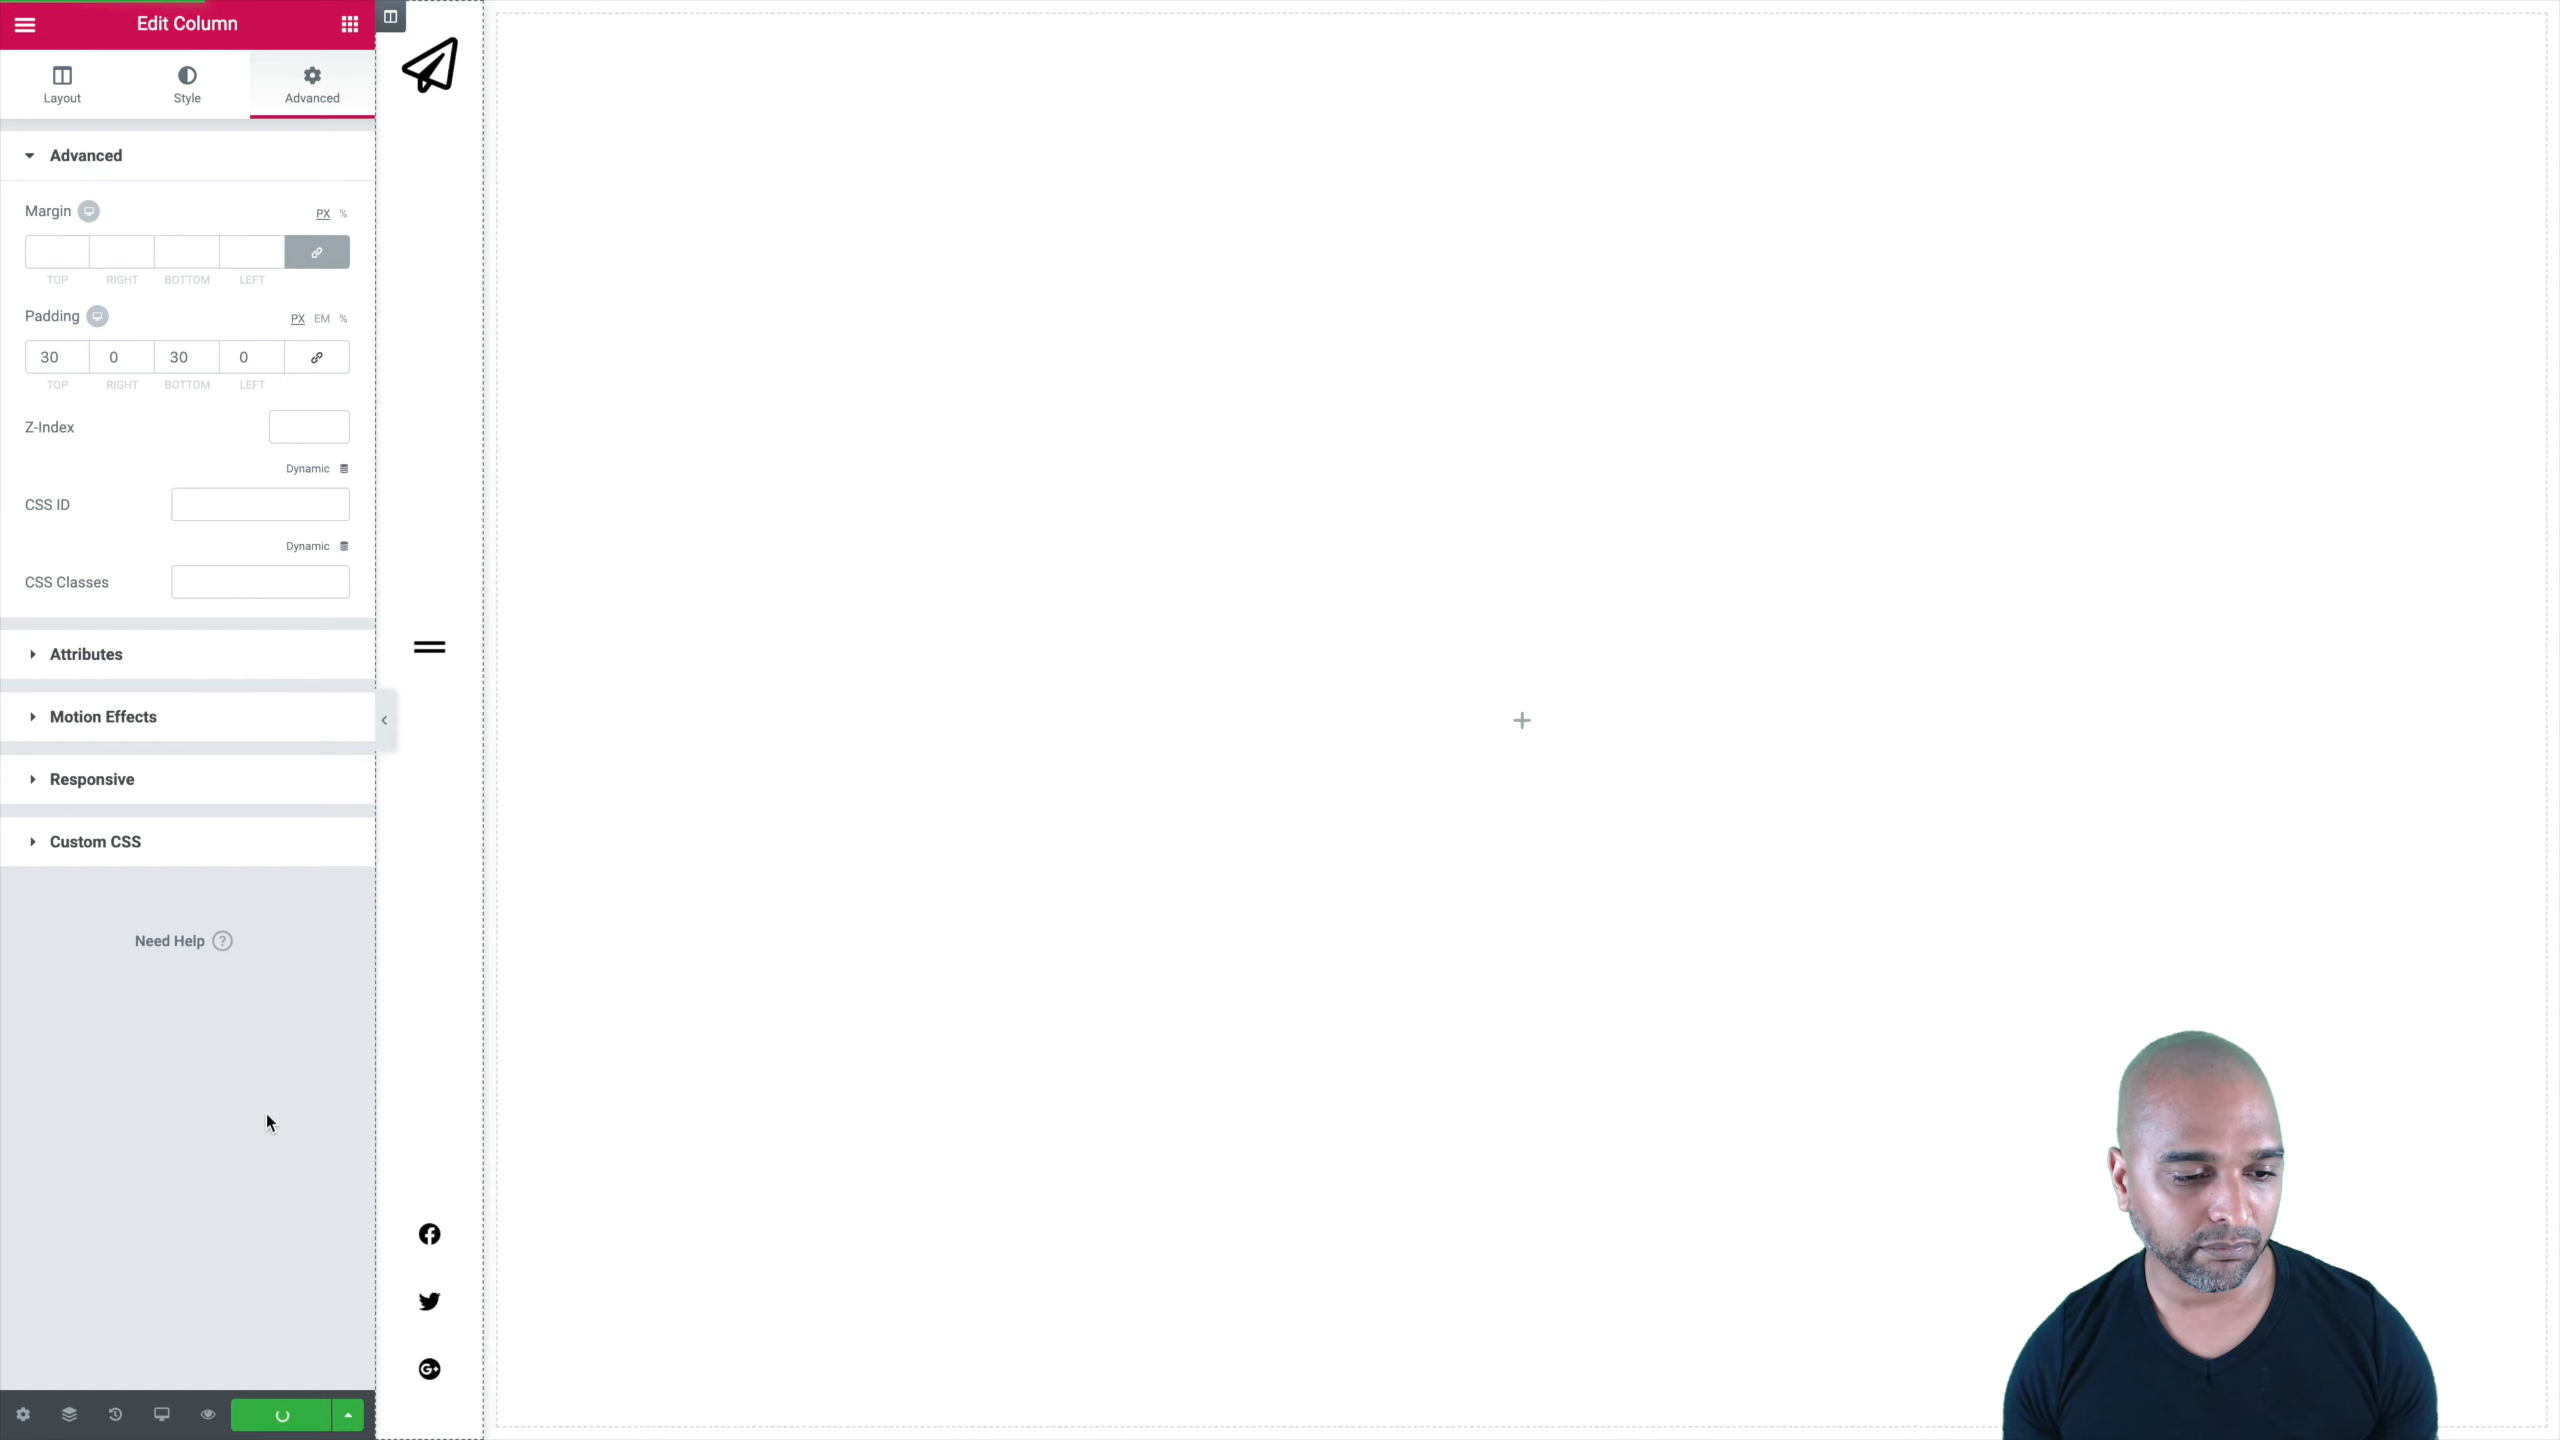 Edit Column
Layout
Style
Advanced
Advanced
Margin
PX %
TOP RIGHT BOTTOM LEFT
Padding
PX EM %
30 0 30 0
TOP RIGHT BOTTOM LEFT
Z-Index
Dynamic
CSS ID
Dynamic
CSS Classes
Attributes
Motion Effects
Responsive
Custom CSS
Need Help ?